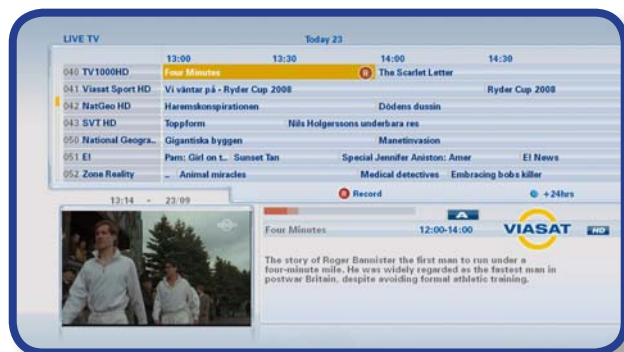 LIVE TV Today 23
13:00 13:30 14:00 14:30
040 TV1000HD Four Minutes R The Scarlet Letter
041 Viasat Sport HD Vi väntar på - Ryder Cup 2008 Ryder Cup 2008
042 NatGeo HD Haremskonspirationen Dödens dussin
043 SVT HD Toppform Nils Holgerssons underbara res
050 National Geogra.. Gigantiska byggen Manetinvasion
051 E! Pam: Girl on t.. Sunset Tan Special Jennifer Aniston: Amer E! News
052 Zone Reality .. Animal miracles Medical detectives Embracing bobs killer
R Record +24hrs
13:14 - 23/09
A
Four Minutes 12:00-14:00 VIASAT HD
The story of Roger Bannister the first man to run under a
four-minute mile. He was widely regarded as the fastest man in
postwar Britain, despite avoiding formal athletic training.